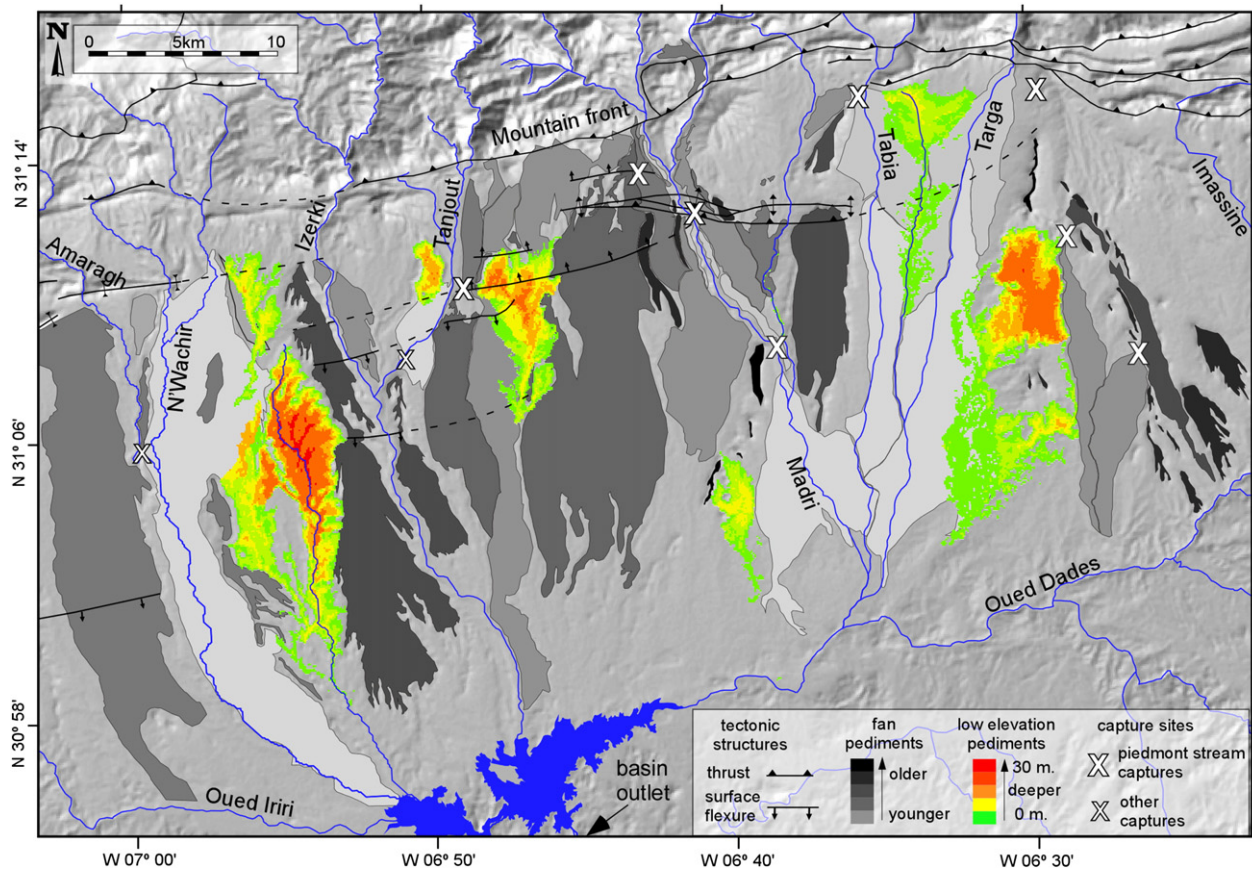 N
0 5km 10
Mountain front
Targa
Tabia
Imassine
N 31° 14'
Izerki
Tanjout
Amaragh
N'Wachir
N 31° 06'
Madri
Oued Dades
N 30° 58'
Oued Iriri
basin
outlet
tectonic
structures
thrust
surface
flexure
fan
pediments
older
younger
low elevation
pediments
30 m.
deeper
0 m.
capture sites
X piedmont stream
captures
X other
captures
W 07° 00' W 06° 50' W 06° 40' W 06° 30'